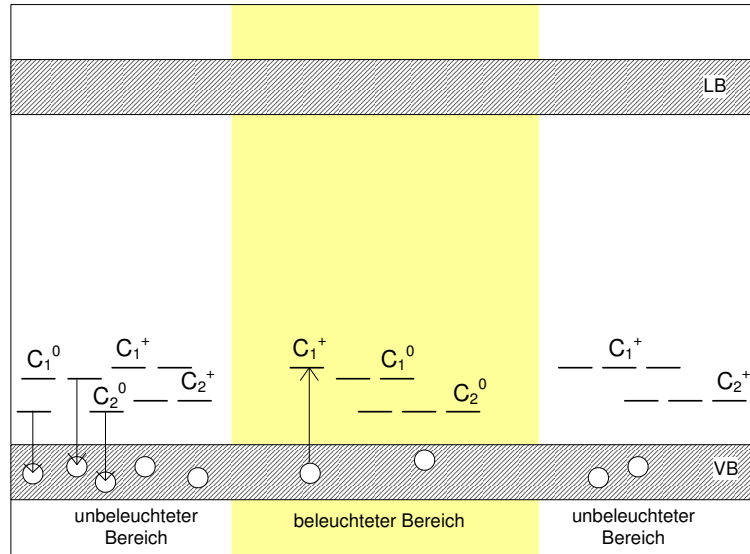 LB
C₁⁰
C₁⁺
C₂⁰
C₂⁺
C₁⁺
C₁⁰
C₂⁰
C₁⁺
C₂⁺
VB
unbeleuchteter
Bereich
beleuchteter Bereich
unbeleuchteter
Bereich